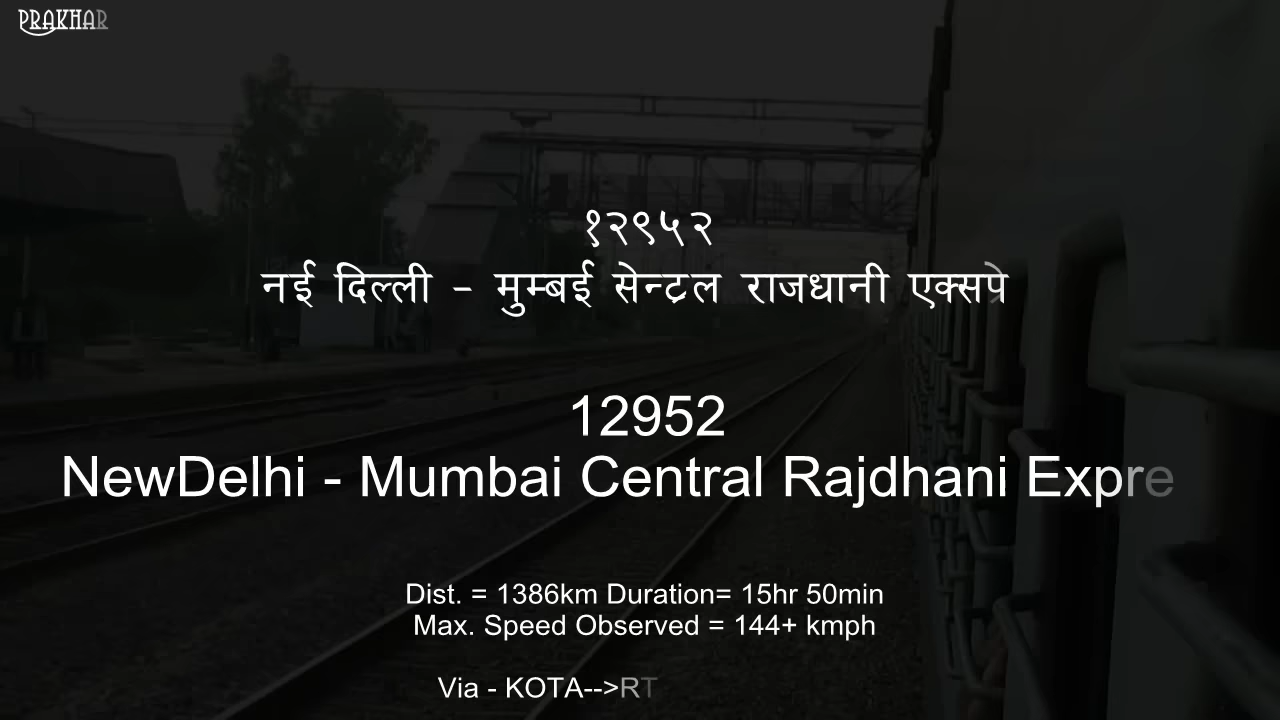 PRAKHAR
१२९५२
नई दिल्ली - मुम्बई सेन्ट्रल राजधानी एक्सप्रे
12952
NewDelhi - Mumbai Central Rajdhani Expre
Dist. = 1386km Duration= 15hr 50min
Max. Speed Observed = 144+ kmph
Via - KOTA-->RT